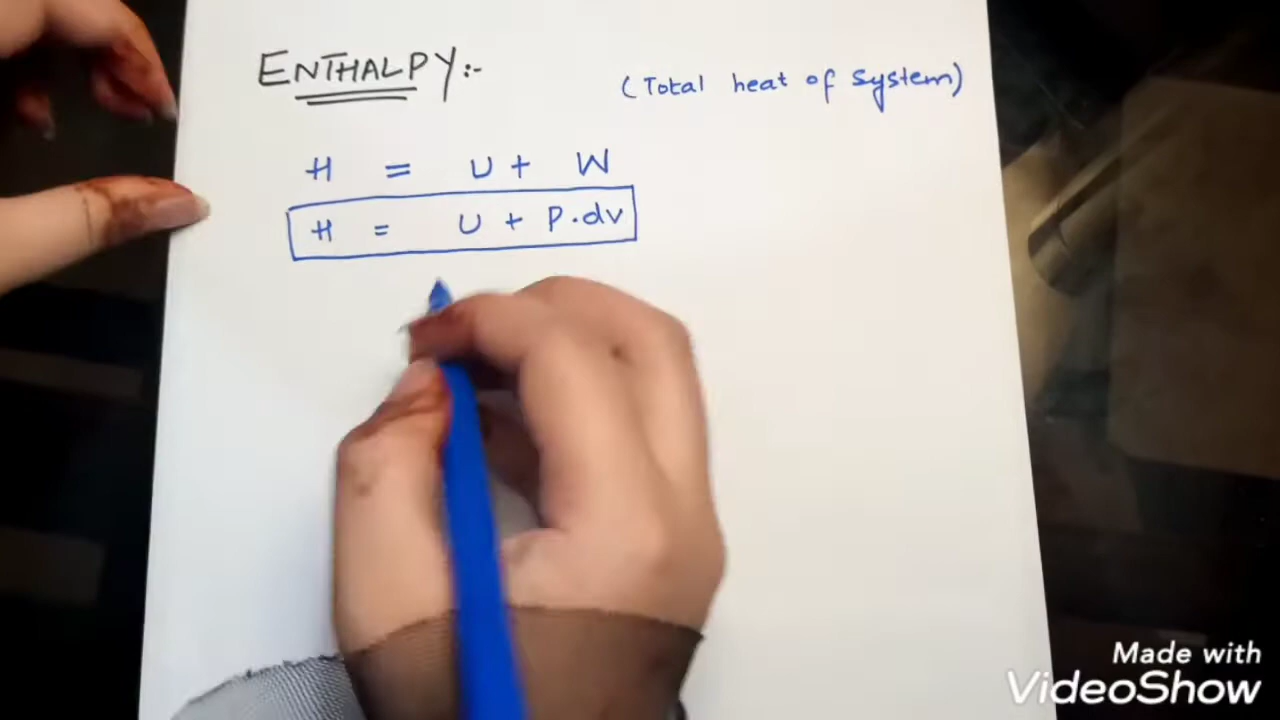 ENTHALPY:-
(Total heat of system)
H = U + W
H = U + P.dv
Made with
VideoShow